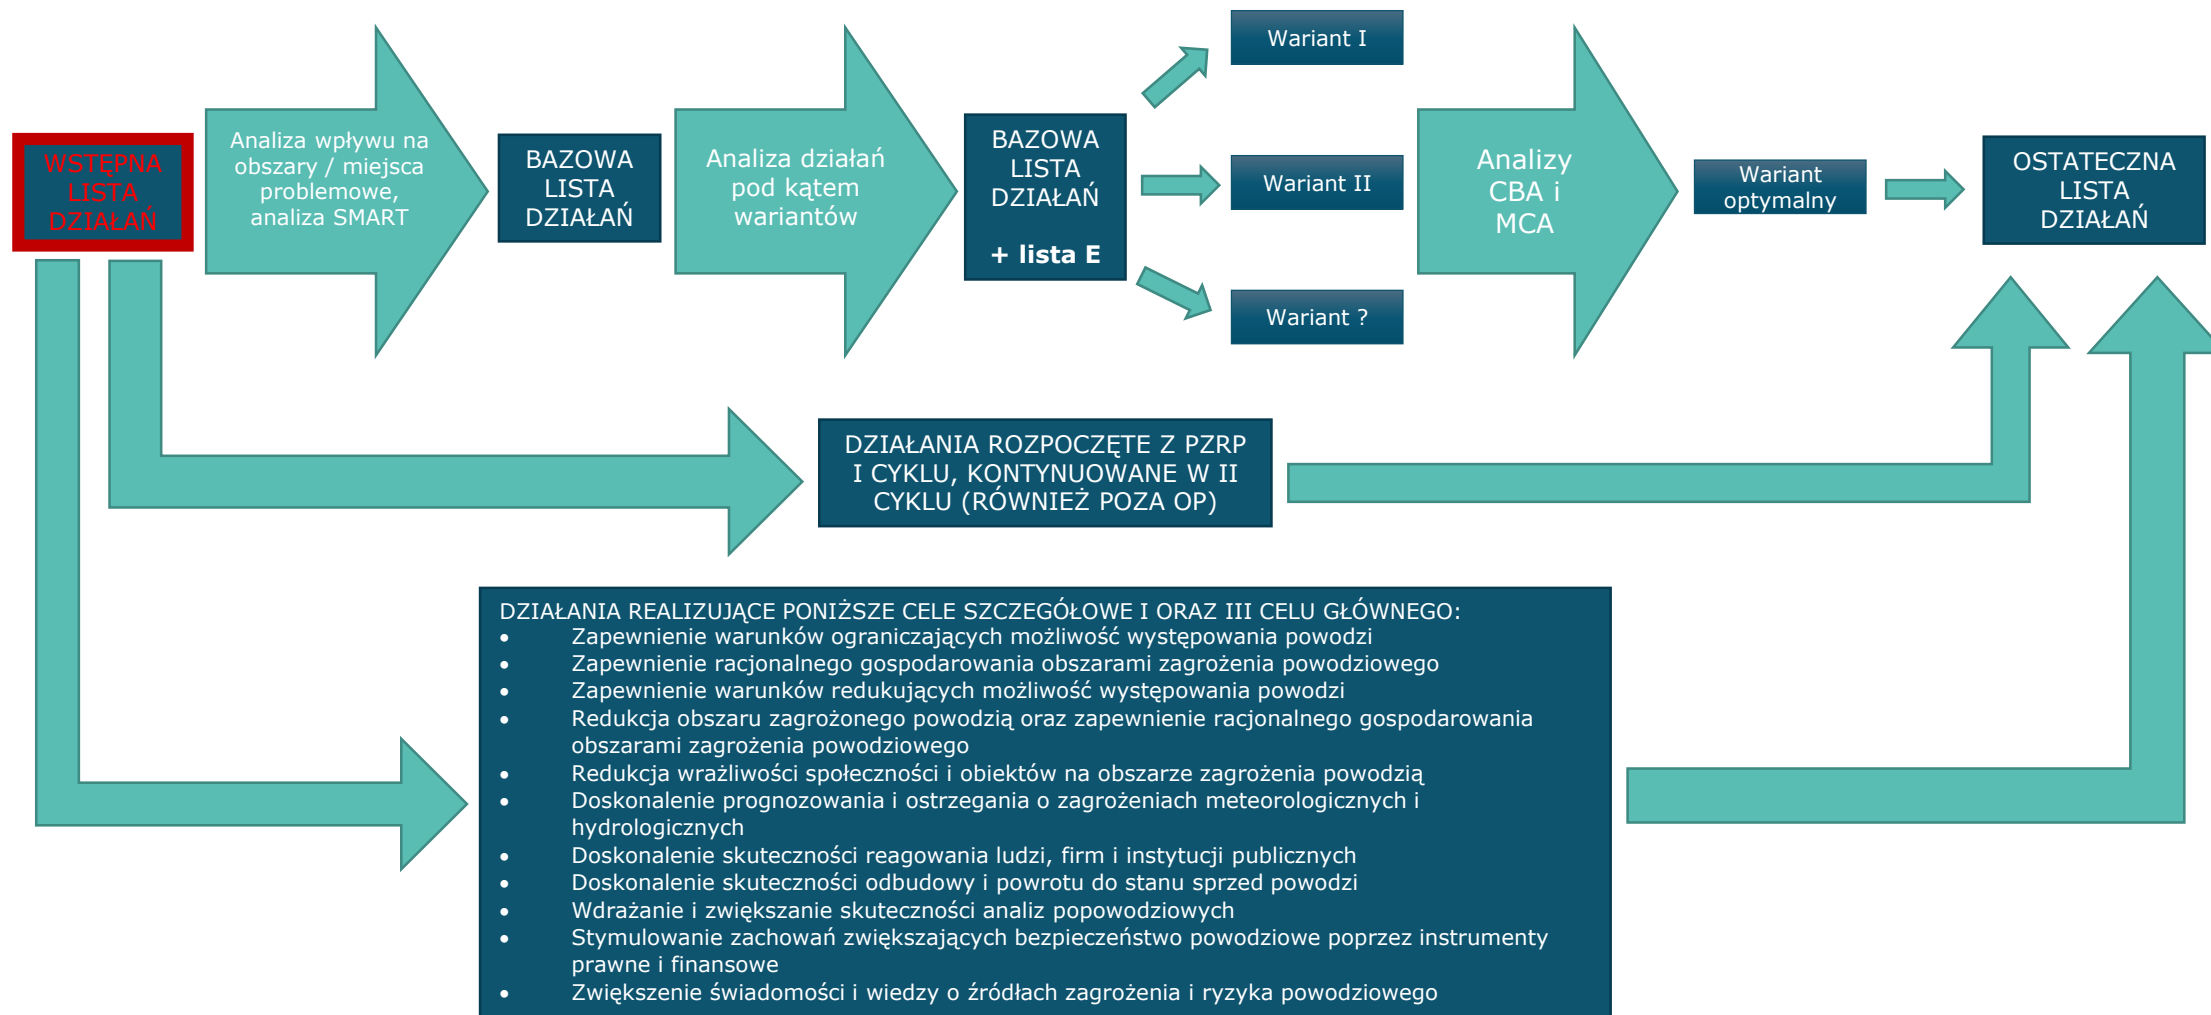 WSTĘPNA
LISTA
DZIAŁAŃ
Analiza wpływu na
obszary / miejsca
problemowe,
analiza SMART
BAZOWA
LISTA
DZIAŁAŃ
Analiza działań
pod kątem
wariantów
BAZOWA
LISTA
DZIAŁAŃ
+ lista E
Wariant I
Wariant II
Wariant ?
Analizy
CBA i
MCA
Wariant
optymalny
OSTATECZNA
LISTA
DZIAŁAŃ
DZIAŁANIA ROZPOCZĘTE Z PZRP
I CYKLU, KONTYNUOWANE W II
CYKLU (RÓWNIEŻ POZA OP)
DZIAŁANIA REALIZUJĄCE PONIŻSZE CELE SZCZEGÓŁOWE I ORAZ III CELU GŁÓWNEGO:
• Zapewnienie warunków ograniczających możliwość występowania powodzi
• Zapewnienie racjonalnego gospodarowania obszarami zagrożenia powodziowego
• Zapewnienie warunków redukujących możliwość występowania powodzi
• Redukcja obszaru zagrożonego powodzią oraz zapewnienie racjonalnego gospodarowania
obszarami zagrożenia powodziowego
• Redukcja wrażliwości społeczności i obiektów na obszarze zagrożenia powodzią
• Doskonalenie prognozowania i ostrzegania o zagrożeniach meteorologicznych i
hydrologicznych
• Doskonalenie skuteczności reagowania ludzi, firm i instytucji publicznych
• Doskonalenie skuteczności odbudowy i powrotu do stanu sprzed powodzi
• Wdrażanie i zwiększanie skuteczności analiz popowodziowych
• Stymulowanie zachowań zwiększających bezpieczeństwo powodziowe poprzez instrumenty
prawne i finansowe
• Zwiększenie świadomości i wiedzy o źródłach zagrożenia i ryzyka powodziowego